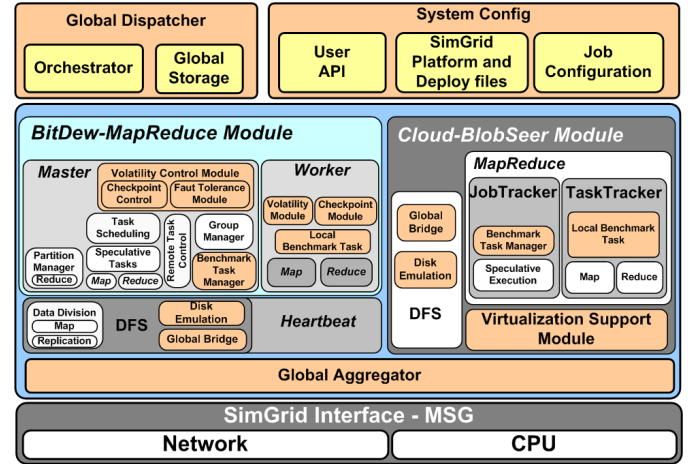 Global Dispatcher
Orchestrator
Global
Storage
System Config
User
API
SimGrid
Platform and
Deploy files
Job
Configuration
BitDew-MapReduce Module
Master
Volatility Control Module
Checkpoint
Control
Faut Tolerance
Module
Task
Scheduling
Speculative
Tasks
Map
Reduce
Remote Task
Control
Group
Manager
Benchmark
Task
Manager
Partition
Manager
Reduce
Worker
Volatility
Module
Checkpoint
Module
Local
Benchmark Task
Map
Reduce
Data Division
Map
Replication
DFS
Disk
Emulation
Global Bridge
Heartbeat
Cloud-BlobSeer Module
Global
Bridge
Disk
Emulation
DFS
MapReduce
JobTracker
Benchmark
Task Manager
Speculative
Execution
TaskTracker
Local Benchmark
Task
Map
Reduce
Virtualization Support
Module
Global Aggregator
SimGrid Interface - MSG
Network
CPU